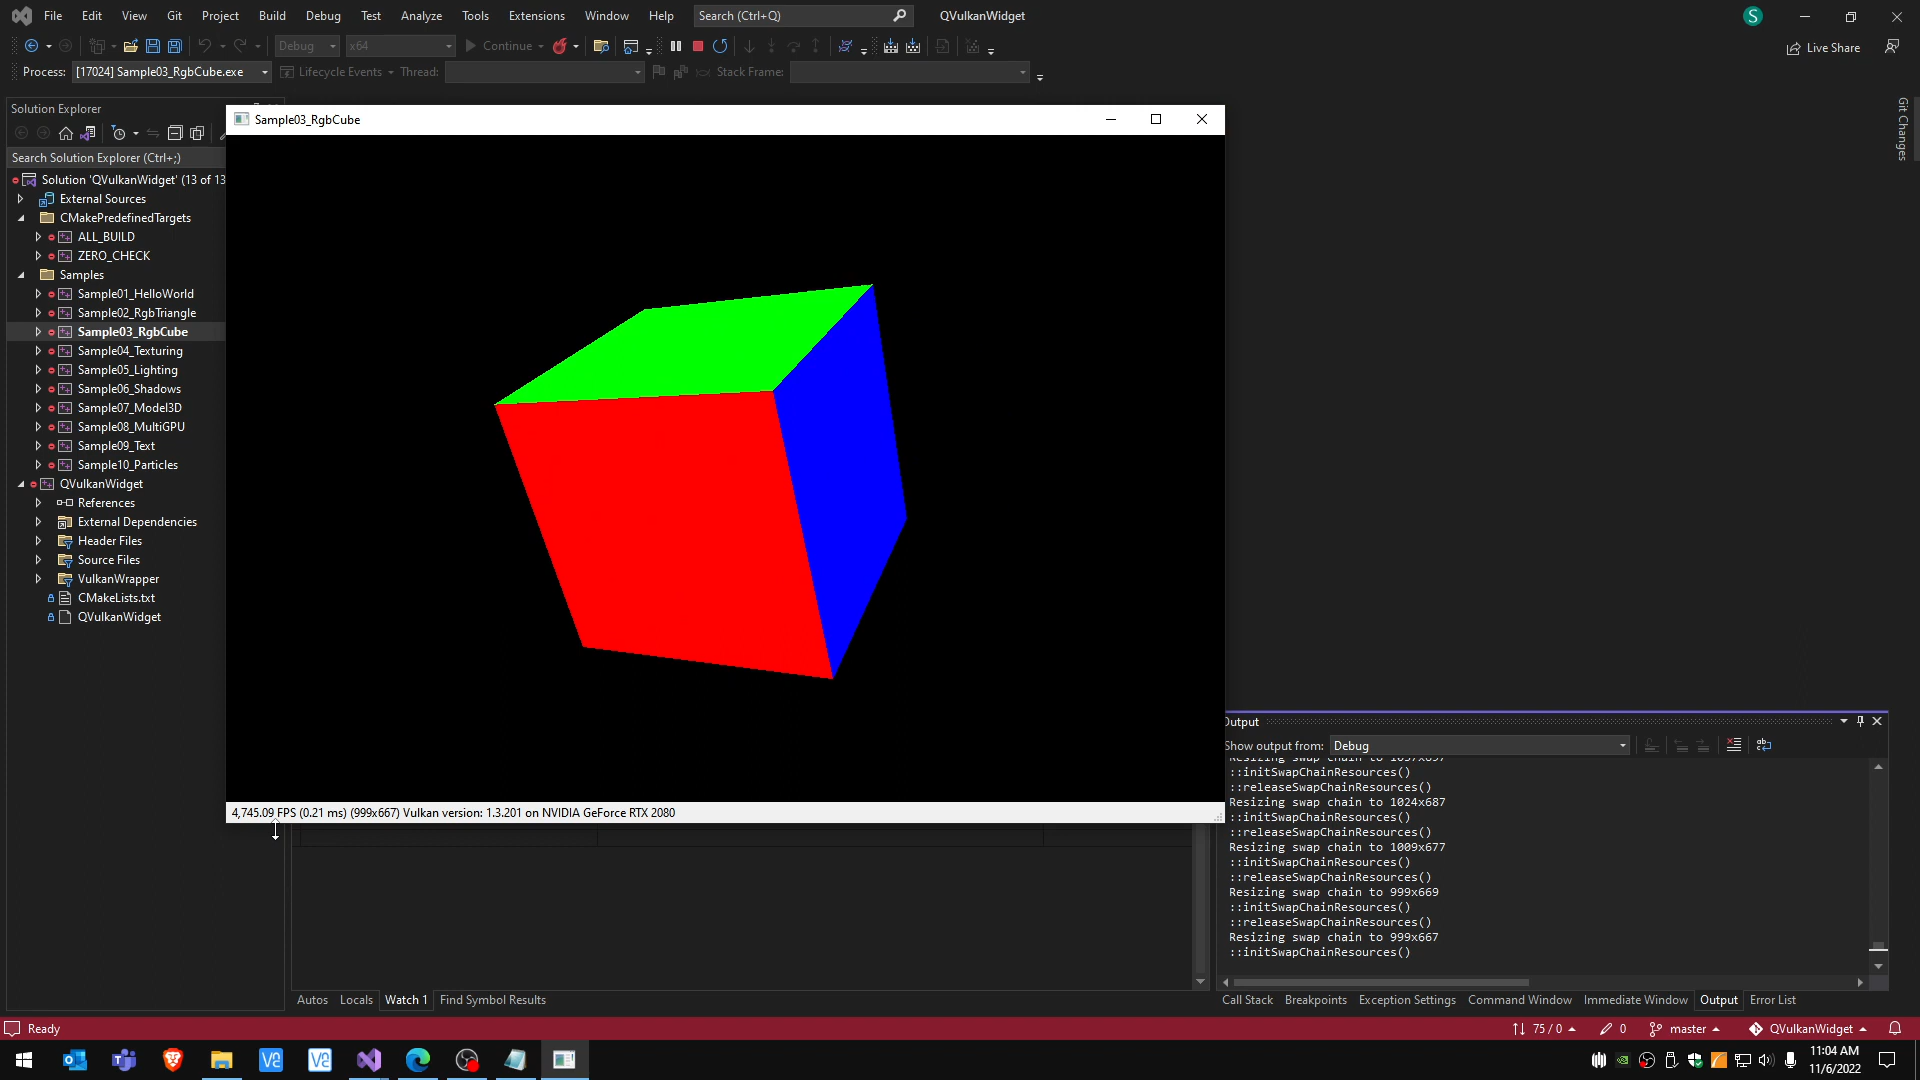 File Edit View Git Project Build Debug Test Analyze Tools Extensions Window Help Search (Ctrl+Q) QVulkanWidget S
Debug x64 Continue Live Share
Process: [17024] Sample03_RgbCube.exe Lifecycle Events Thread: Stack Frame:
Solution Explorer
Search Solution Explorer (Ctrl+;)
Solution 'QVulkanWidget' (13 of 13
External Sources
CMakePredefinedTargets
ALL_BUILD
ZERO_CHECK
Samples
Sample01_HelloWorld
Sample02_RgbTriangle
Sample03_RgbCube
Sample04_Texturing
Sample05_Lighting
Sample06_Shadows
Sample07_Model3D
Sample08_MultiGPU
Sample09_Text
Sample10_Particles
QVulkanWidget
References
External Dependencies
Header Files
Source Files
VulkanWrapper
CMakeLists.txt
QVulkanWidget
Sample03_RgbCube
4,745.09 FPS (0.21 ms) (999x667) Vulkan version: 1.3.201 on NVIDIA GeForce RTX 2080
Git Changes
Output
Show output from: Debug
::initSwapChainResources()
::releaseSwapChainResources()
Resizing swap chain to 1024x687
::initSwapChainResources()
::releaseSwapChainResources()
Resizing swap chain to 1009x677
::initSwapChainResources()
::releaseSwapChainResources()
Resizing swap chain to 999x669
::initSwapChainResources()
::releaseSwapChainResources()
Resizing swap chain to 999x667
::initSwapChainResources()
Autos Locals Watch 1 Find Symbol Results
Call Stack Breakpoints Exception Settings Command Window Immediate Window Output Error List
Ready 75 / 0 0 master QVulkanWidget
11:04 AM
11/6/2022